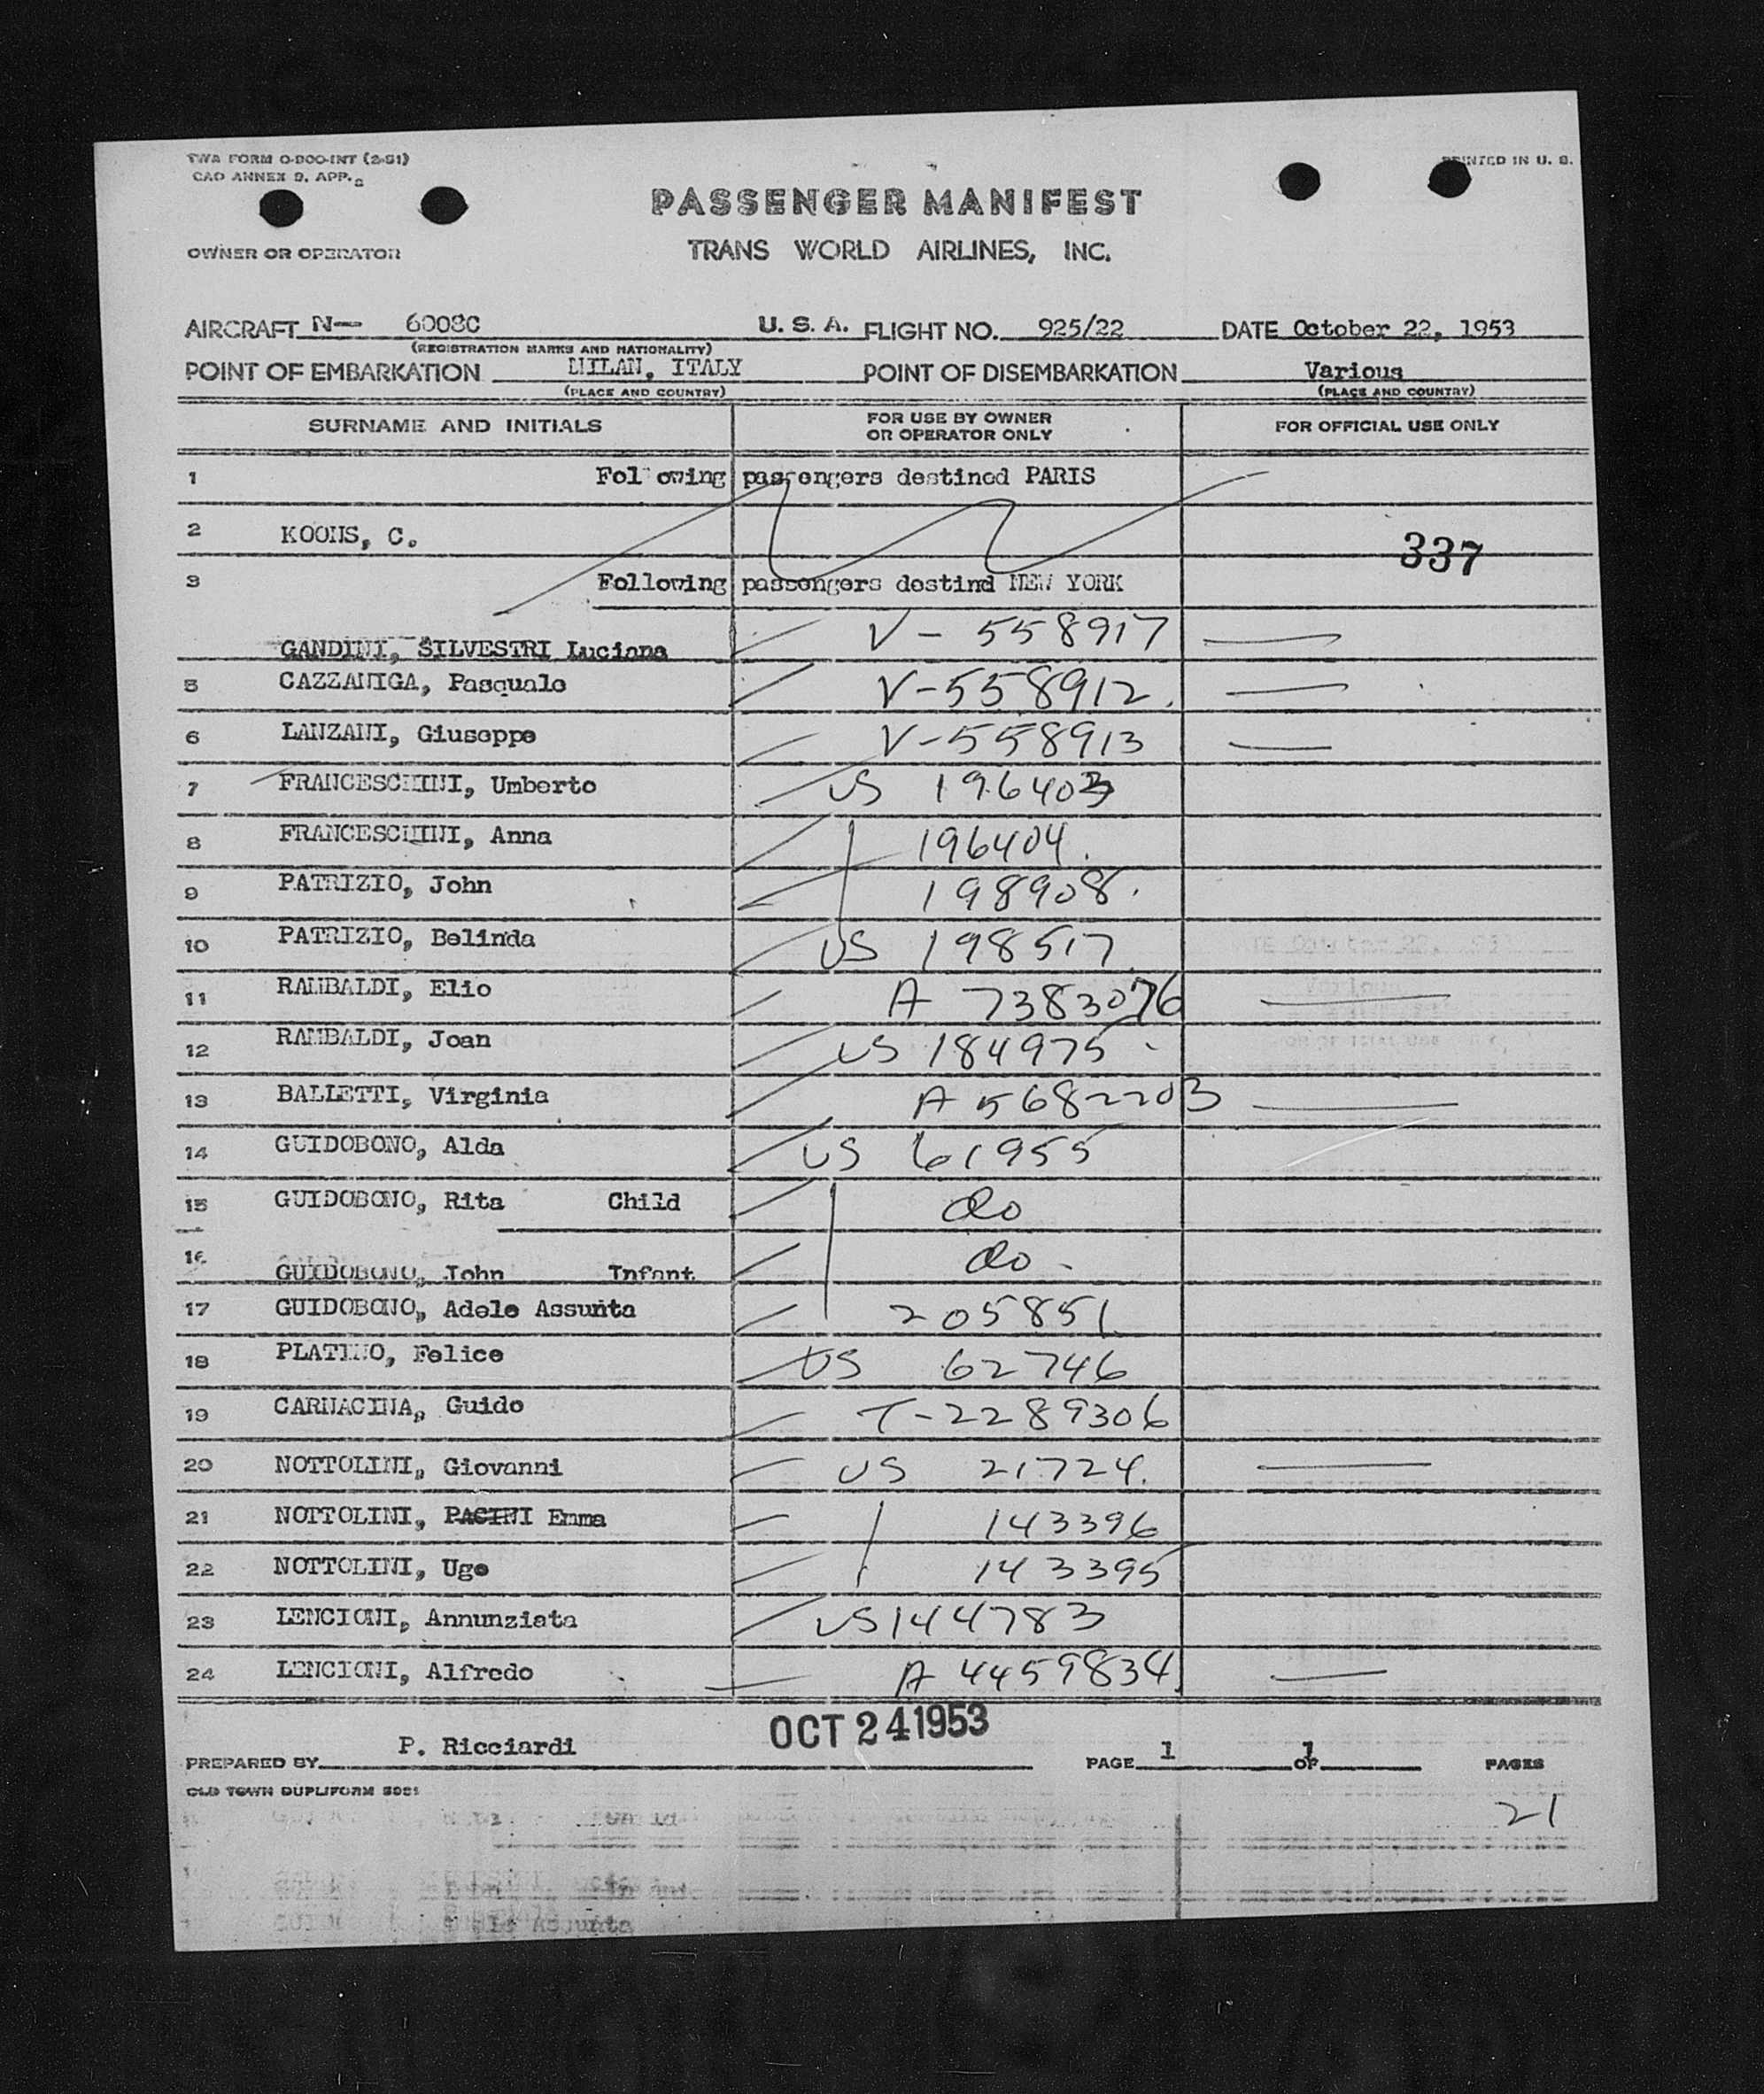 TWA FORM O-900-INT (2-51)
CAO ANNEX 9, APP. 2
PRINTED IN U. S.
PASSENGER MANIFEST
OWNER OR OPERATOR
TRANS WORLD AIRLINES, INC.
AIRCRAFT N— 6008C U. S. A. FLIGHT NO. 925/22 DATE October 22, 1953
(REGISTRATION MARKS AND NATIONALITY)
POINT OF EMBARKATION MILAN, ITALY POINT OF DISEMBARKATION Various
(PLACE AND COUNTRY) (PLACE AND COUNTRY)
SURNAME AND INITIALS FOR USE BY OWNER OR OPERATOR ONLY FOR OFFICIAL USE ONLY
1 Following passengers destined PARIS
2 KOONS, C.
337
3 Following passengers destind NEW YORK
GANDINI, SILVESTRI Luciana V - 558917 —
5 CAZZANIGA, Pasquale V-558912. —
6 LANZANI, Giuseppe V-558913 —
7 FRANCESCHINI, Umberto US 196403
8 FRANCESCHINI, Anna 196404.
9 PATRIZIO, John 198908.
10 PATRIZIO, Belinda US 198517
11 RAMBALDI, Elio A 7383076 —
12 RAMBALDI, Joan US 184975
13 BALLETTI, Virginia A 5682203 —
14 GUIDOBONO, Alda US 61955
15 GUIDOBONO, Rita Child do
16 GUIDOBONO, John Infant do
17 GUIDOBONO, Adele Assunta 205851
18 PLATINO, Felice US 62746
19 CARNACINA, Guido T-2289306
20 NOTTOLINI, Giovanni US 21724. —
21 NOTTOLINI, PACINI Emma 143396
22 NOTTOLINI, Ugo 143395
23 LENCIONI, Annunziata US 144783
24 LENCIONI, Alfredo A 4459834 —
OCT 24 1953
PREPARED BY P. Ricciardi PAGE 1 OF 1 PAGES
OLD TOWN DUPLIFORM 5021
21